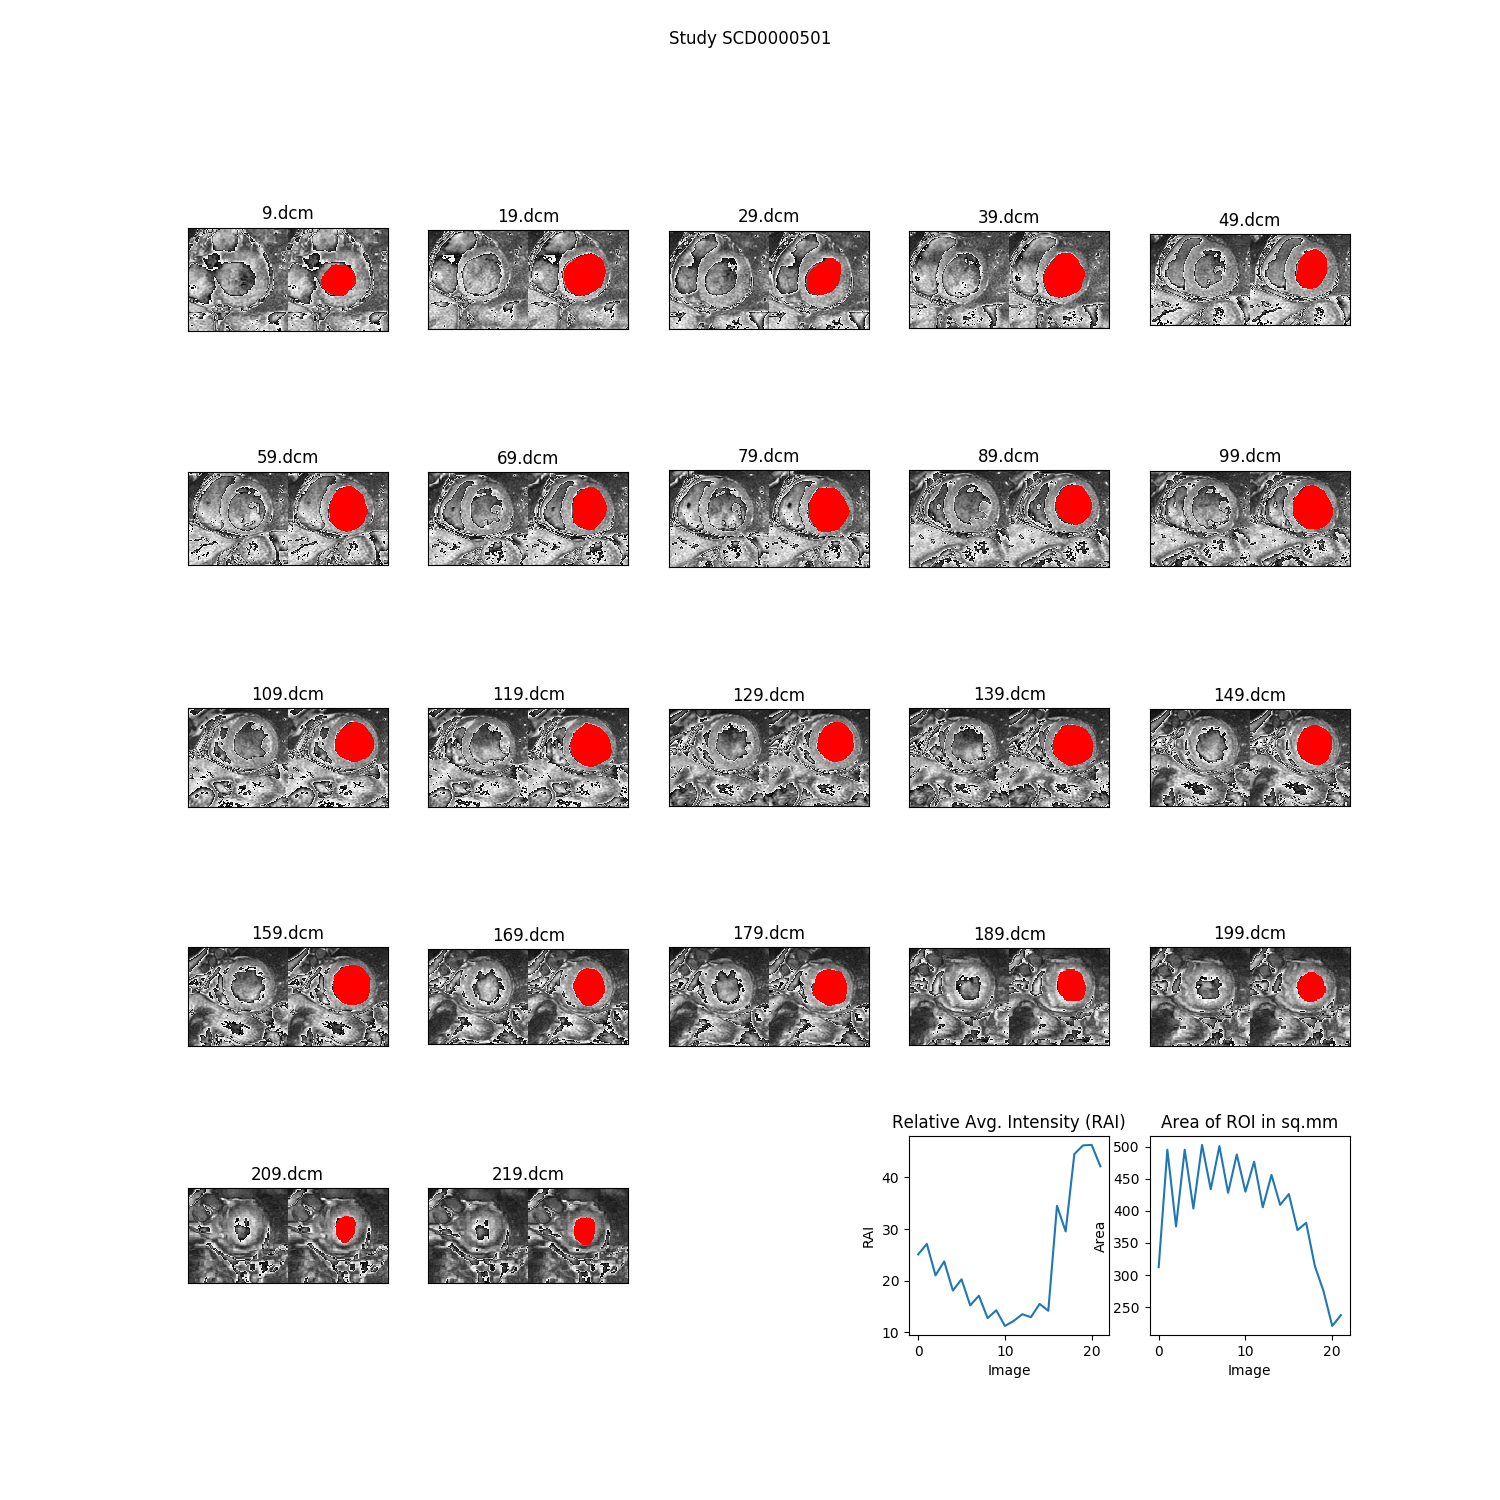 Study SCD0000501
9.dcm
19.dcm
29.dcm
39.dcm
49.dcm
59.dcm
69.dcm
79.dcm
89.dcm
99.dcm
109.dcm
119.dcm
129.dcm
139.dcm
149.dcm
159.dcm
169.dcm
179.dcm
189.dcm
199.dcm
209.dcm
219.dcm
Relative Avg. Intensity (RAI)
40
30
20
10
RAI
0 10 20
Image
Area of ROI in sq.mm
500
450
400
350
300
250
Area
0 10 20
Image